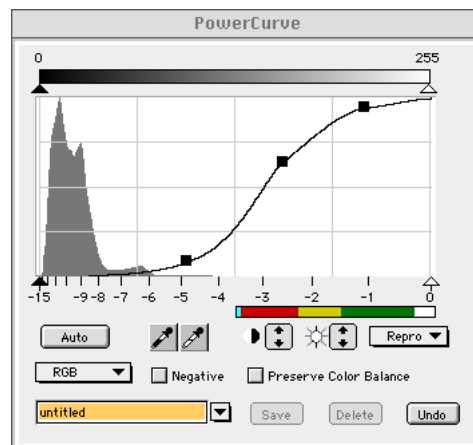 PowerCurve
0 255
-15 -9 -8 -7 -6 -5 -4 -3 -2 -1 0
Auto Repro
RGB Negative Preserve Color Balance
untitled Save Delete Undo